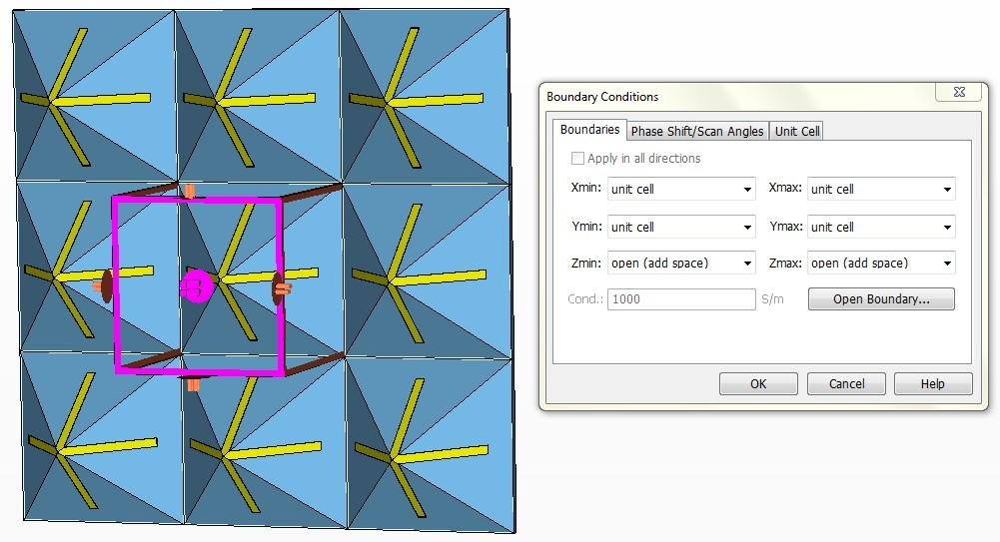 Boundary Conditions
Boundaries Phase Shift/Scan Angles Unit Cell
Apply in all directions
Xmin: unit cell Xmax: unit cell
Ymin: unit cell Ymax: unit cell
Zmin: open (add space) Zmax: open (add space)
Cond.: 1000 S/m Open Boundary...
OK Cancel Help